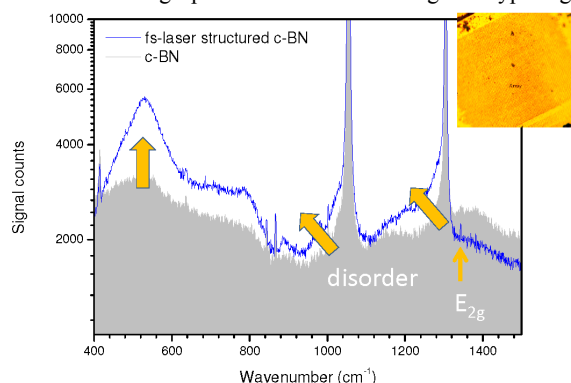 10000
8000
6000
4000
2000
Signal counts
fs-laser structured c-BN
c-BN
disorder
E2g
400
600
800
1000
1200
1400
Wavenumber (cm-1)